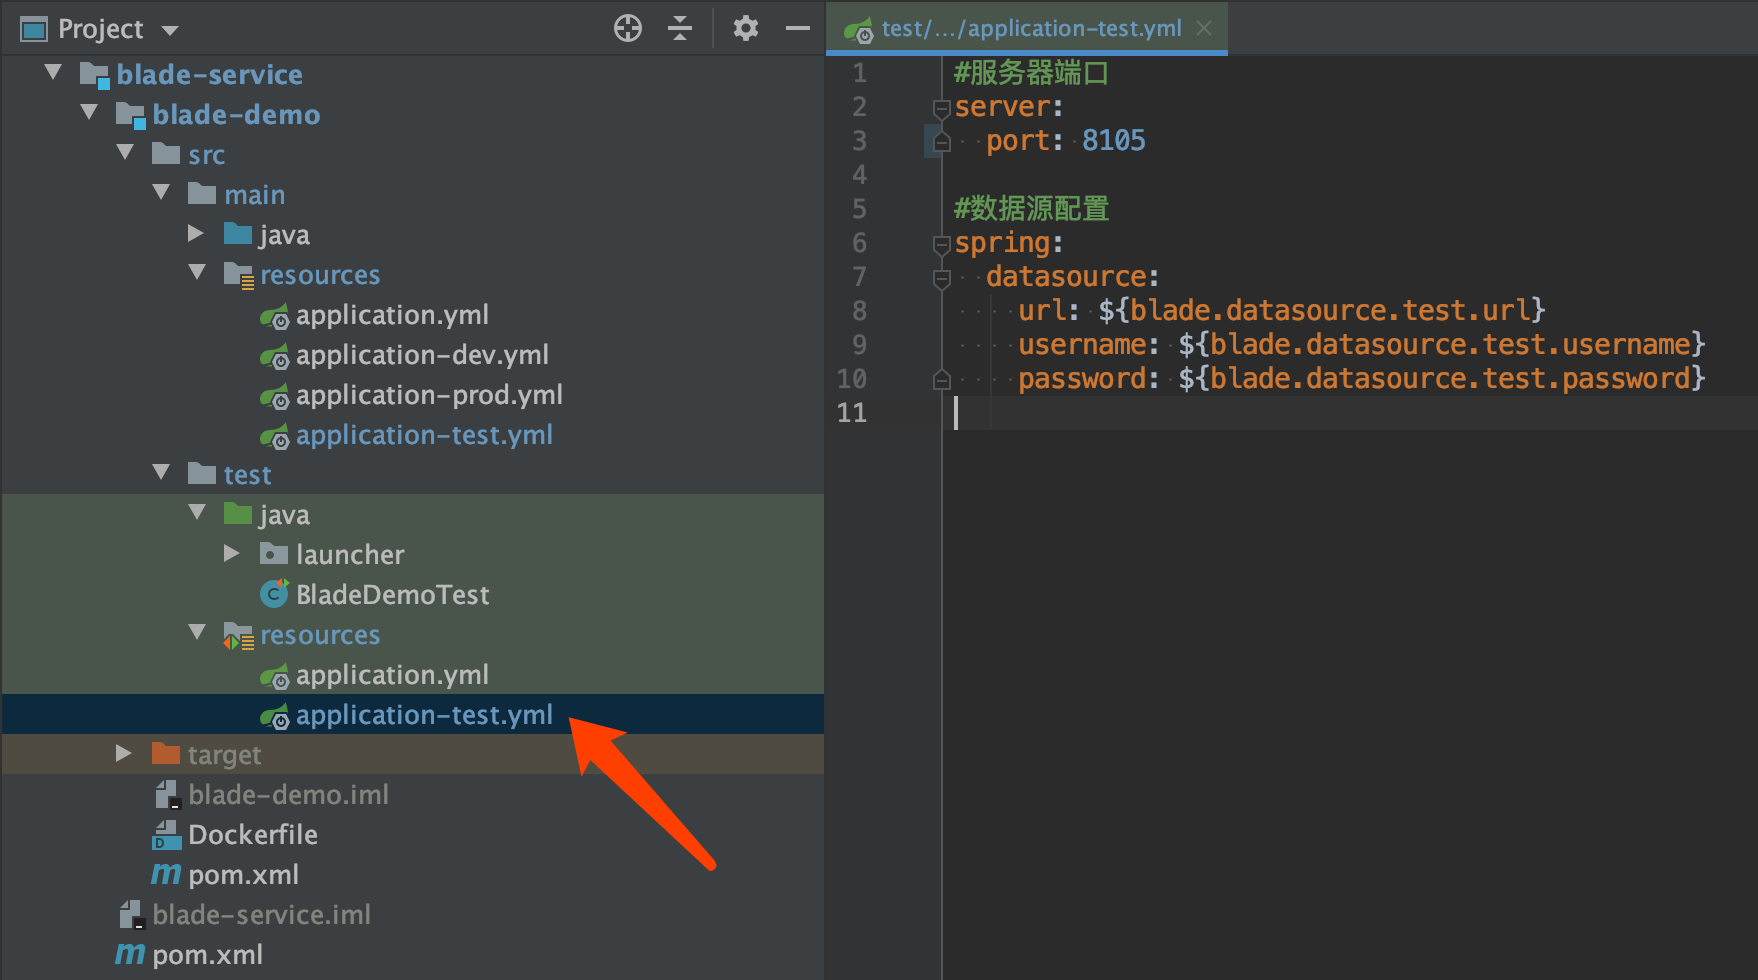 Project
blade-service
blade-demo
src
main
java
resources
application.yml
application-dev.yml
application-prod.yml
application-test.yml
test
java
launcher
BladeDemoTest
resources
application.yml
application-test.yml
target
blade-demo.iml
Dockerfile
pom.xml
blade-service.iml
pom.xml
test/.../application-test.yml
1 #服务器端口
2 server:
3   port: 8105
4
5 #数据源配置
6 spring:
7   datasource:
8     url: ${blade.datasource.test.url}
9     username: ${blade.datasource.test.username}
10     password: ${blade.datasource.test.password}
11